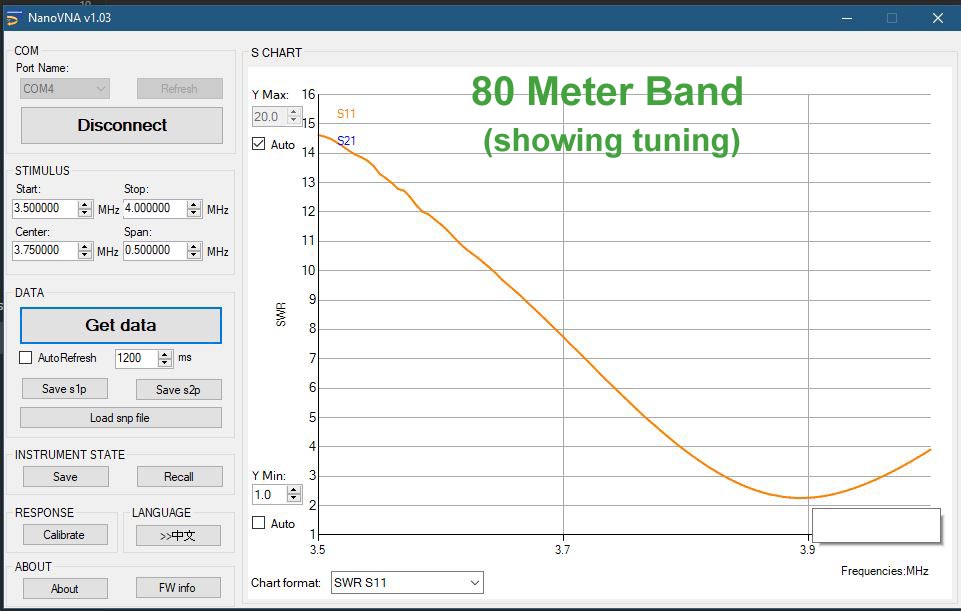 NanoVNA v1.03
COM
Port Name:
COM4
Refresh
Disconnect
STIMULUS
Start:
Stop:
3.500000 MHz 4.000000 MHz
Center:
Span:
3.750000 MHz 0.500000 MHz
DATA
Get data
AutoRefresh 1200 ms
Save s1p
Save s2p
Load snp file
INSTRUMENT STATE
Save
Recall
RESPONSE
LANGUAGE
Calibrate
>>中文
ABOUT
About
FW info
S CHART
80 Meter Band
(showing tuning)
Y Max:
20.0
Auto
S11
S21
16
15
14
13
12
11
10
9
8
7
6
5
4
3
2
1
SWR
Y Min:
1.0
Auto
3.5
3.7
3.9
Frequencies:MHz
Chart format: SWR S11